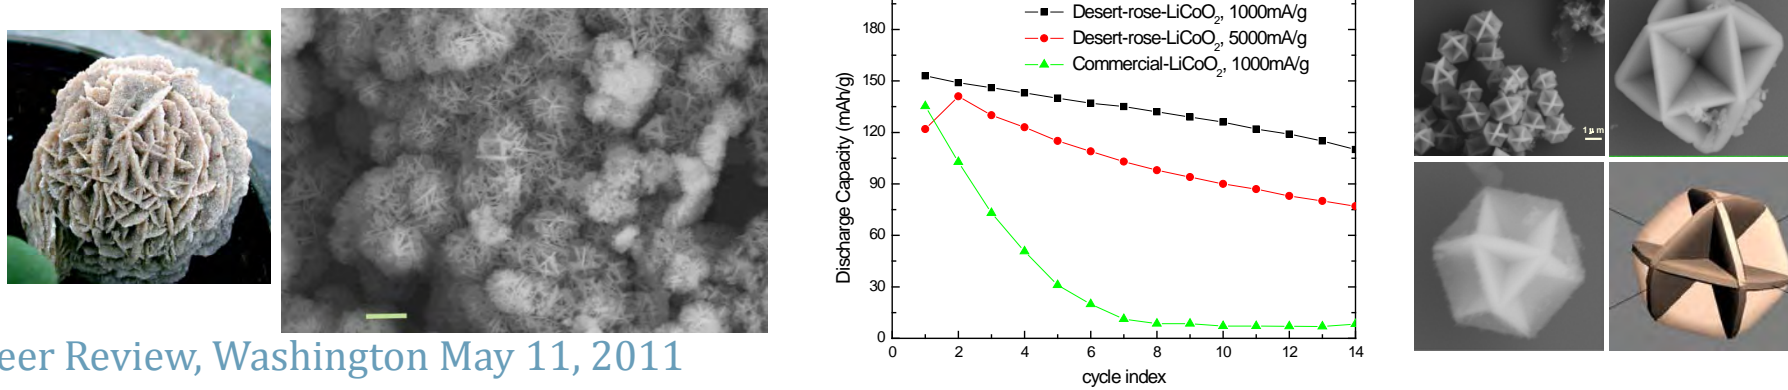 180
150
120
90
60
30
0
Discharge Capacity (mAh/g)
Desert-rose-LiCoO₂, 1000mA/g
Desert-rose-LiCoO₂, 5000mA/g
Commercial-LiCoO₂, 1000mA/g
0 2 4 6 8 10 12 14
cycle index
1 μm
eer Review, Washington May 11, 2011